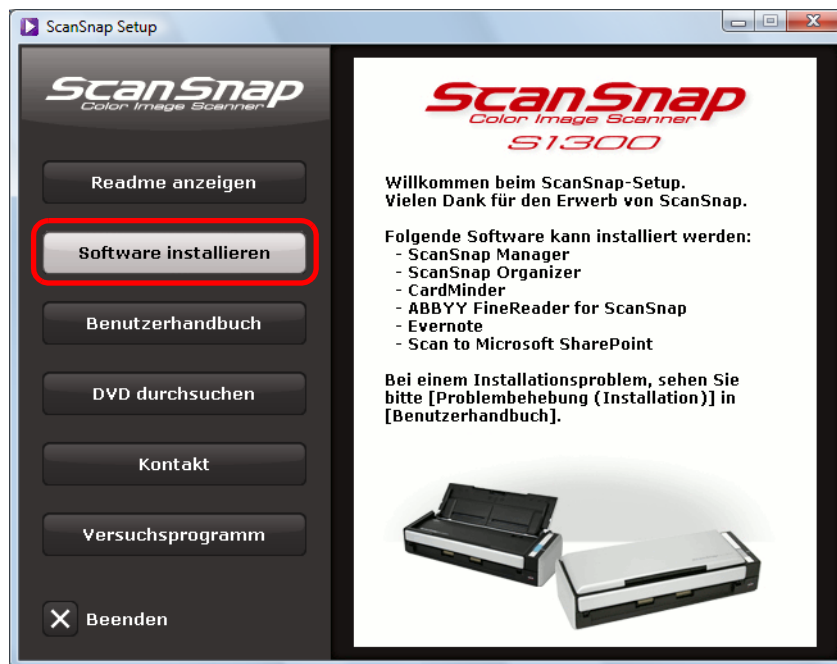 ScanSnap Setup
ScanSnap
Color Image Scanner
Readme anzeigen
Software installieren
Benutzerhandbuch
DVD durchsuchen
Kontakt
Versuchsprogramm
Beenden
ScanSnap
Color Image Scanner
S1300
Willkommen beim ScanSnap-Setup.
Vielen Dank für den Erwerb von ScanSnap.
Folgende Software kann installiert werden:
- ScanSnap Manager
- ScanSnap Organizer
- CardMinder
- ABBYY FineReader for ScanSnap
- Evernote
- Scan to Microsoft SharePoint
Bei einem Installationsproblem, sehen Sie
bitte [Problembehebung (Installation)] in
[Benutzerhandbuch].